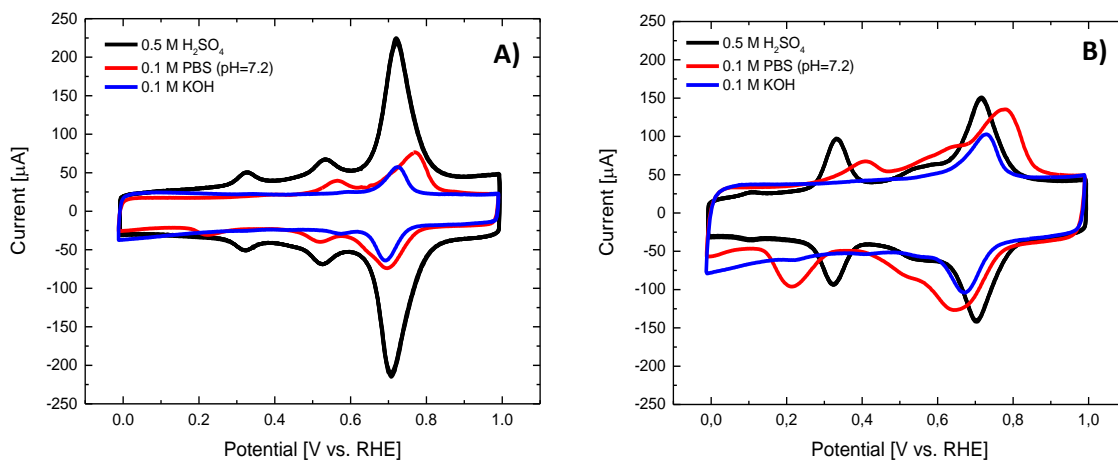 A)
0.5 M H₂SO₄
0.1 M PBS (pH=7.2)
0.1 M KOH
250
200
150
100
50
0
-50
-100
-150
-200
-250
Current [µA]
0.0 0.2 0.4 0.6 0.8 1.0
Potential [V vs. RHE]
B)
0.5 M H₂SO₄
0.1 M PBS (pH=7.2)
0.1 M KOH
250
200
150
100
50
0
-50
-100
-150
-200
-250
Current [µA]
0,0 0,2 0,4 0,6 0,8 1,0
Potential [V vs. RHE]